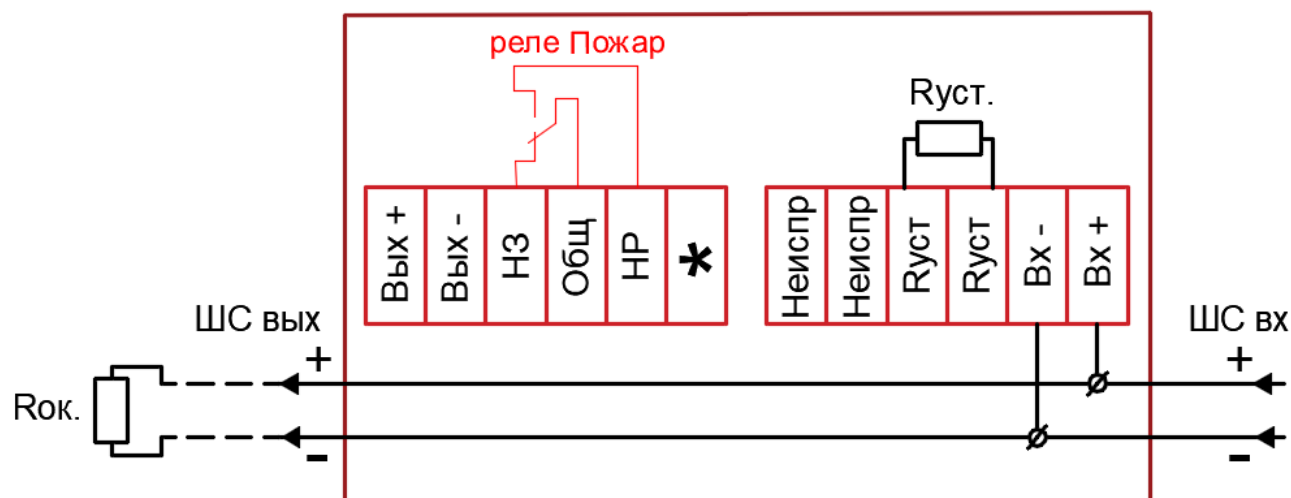 реле Пожар
Rуст.
Вых +
Вых -
НЗ
Общ
НР
*
Неиспр
Неиспр
Rуст
Rуст
Вх -
Вх +
ШС вых
+
-
ШС вх
+
-
Rок.